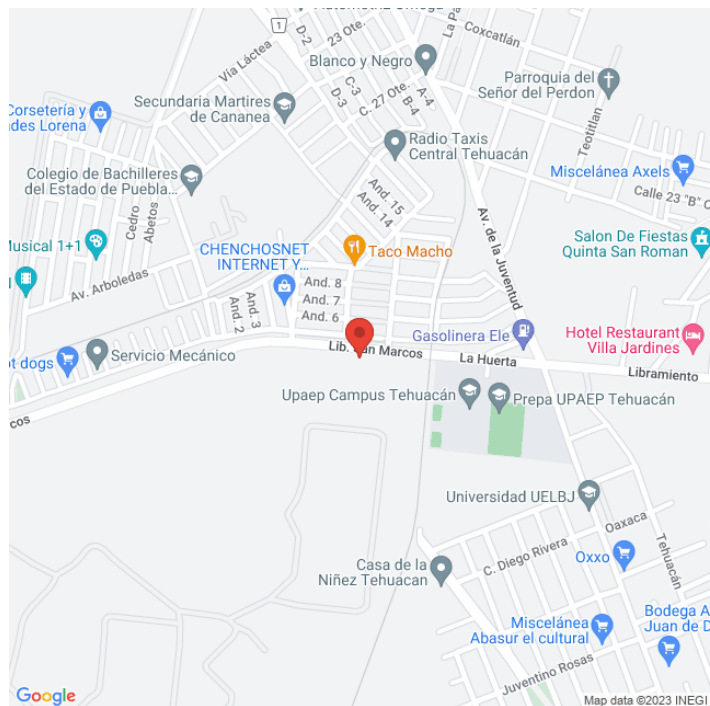 1
23 Ote.
D-2
Coxcatlán
Vía Láctea
Blanco y Negro
C-3
D-3
C. 27 Ote.
A-4
B-4
Parroquia del
Señor del Perdon
Secundaria Martires
de Cananea
Corsetería y
des Lorena
Teotitlan
Radio Taxis
Central Tehuacán
Miscelánea Axels
Colegio de Bachilleres
del Estado de Puebla...
Calle 23 "B"
And. 15
And. 14
Cedro
Abetos
Av. de la Juventud
Musical 1+1
Salon De Fiestas
Quinta San Roman
CHENCHOSNET
INTERNET Y...
Taco Macho
Av. Arboledas
And. 8
And. 7
And. 6
And. 3
And. 2
Gasolinera Ele
Hotel Restaurant
Villa Jardines
Lib. San Marcos
La Huerta
Libramiento
ot dogs
Servicio Mecánico
Upaep Campus Tehuacán
Prepa UPAEP Tehuacán
cos
Universidad UELBJ
Oaxaca
Tehuacán
C. Diego Rivera
Oxxo
Casa de la
Niñez Tehuacan
Miscelánea
Abasur el cultural
Bodega A
Juan de D
Juventino Rosas
Google
Map data ©2023 INEGI